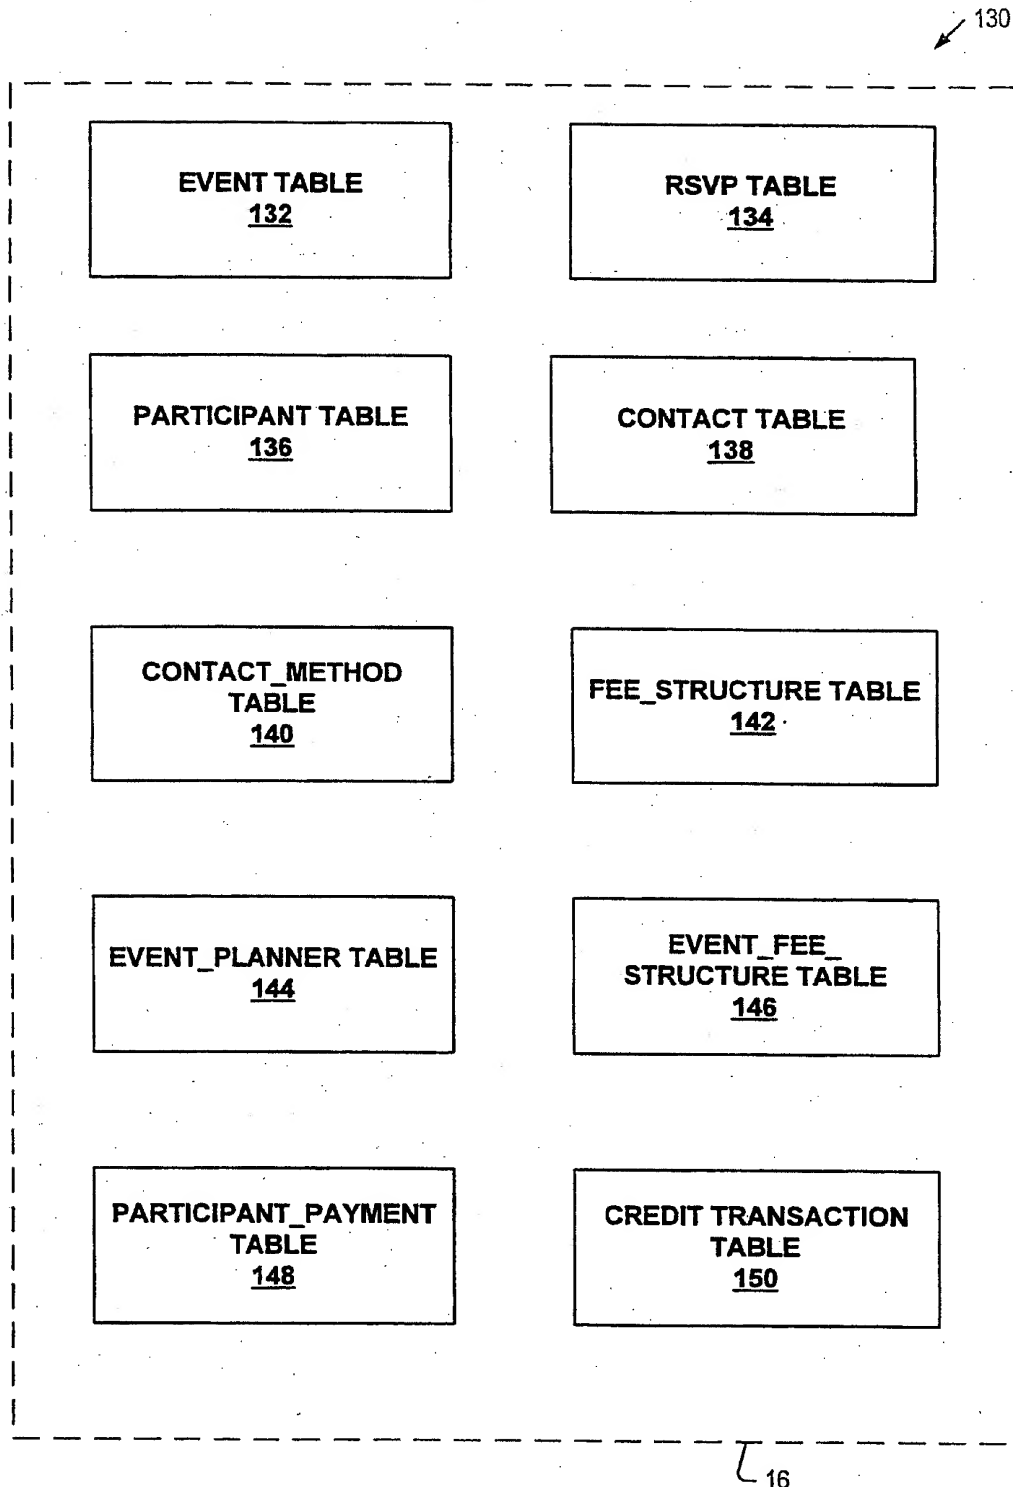 130
EVENT TABLE
132
RSVP TABLE
134
PARTICIPANT TABLE
136
CONTACT TABLE
138
CONTACT_METHOD
TABLE
140
FEE_STRUCTURE TABLE
142
EVENT_PLANNER TABLE
144
EVENT_FEE_
STRUCTURE TABLE
146
PARTICIPANT_PAYMENT
TABLE
148
CREDIT TRANSACTION
TABLE
150
16